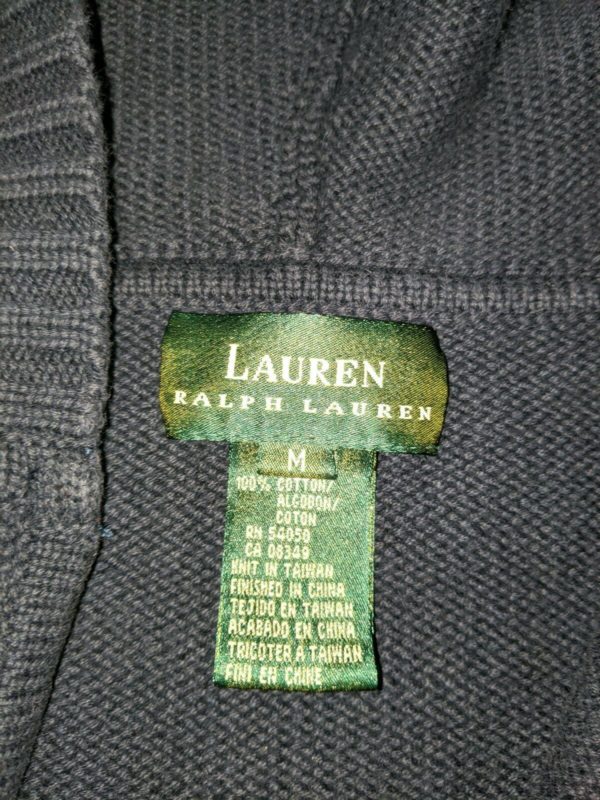 LAUREN
RALPH LAUREN
M
100% COTTON/
ALGODON/
COTON
RN 54050
CA 08349
KNIT IN TAIWAN
FINISHED IN CHINA
TEJIDO EN TAIWAN
ACABADO EN CHINA
TRICOTER A TAIWAN
FINI EN CHINE